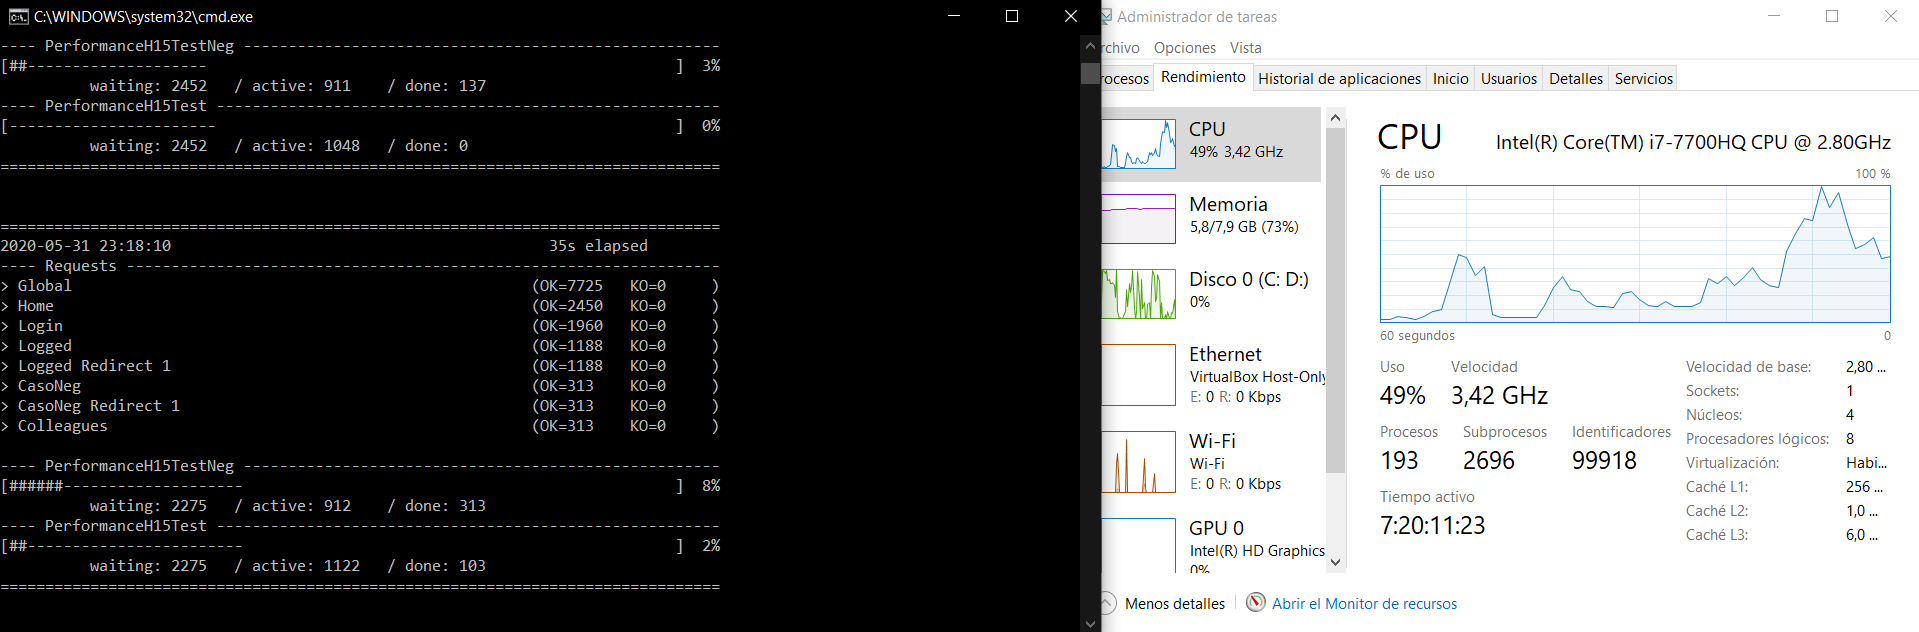 C:\WINDOWS\system32\cmd.exe
---- PerformanceH15TestNeg -----------------------------------------------------
[##--------------------                                                    ]  3%
waiting: 2452   / active: 911    / done: 137
---- PerformanceH15Test --------------------------------------------------------
[-----------------------                                                   ]  0%
waiting: 2452   / active: 1048   / done: 0
================================================================================
================================================================================
2020-05-31 23:18:10                                          35s elapsed
---- Requests ------------------------------------------------------------------
> Global                                                   (OK=7725   KO=0     )
> Home                                                     (OK=2450   KO=0     )
> Login                                                    (OK=1960   KO=0     )
> Logged                                                   (OK=1188   KO=0     )
> Logged Redirect 1                                        (OK=1188   KO=0     )
> CasoNeg                                                  (OK=313    KO=0     )
> CasoNeg Redirect 1                                       (OK=313    KO=0     )
> Colleagues                                               (OK=313    KO=0     )
---- PerformanceH15TestNeg -----------------------------------------------------
[######--------------------                                                ]  8%
waiting: 2275   / active: 912    / done: 313
---- PerformanceH15Test --------------------------------------------------------
[##------------------------                                                ]  2%
waiting: 2275   / active: 1122   / done: 103
================================================================================
Administrador de tareas
rchivo Opciones Vista
rocesos Rendimiento Historial de aplicaciones Inicio Usuarios Detalles Servicios
CPU
49% 3,42 GHz
Memoria
5,8/7,9 GB (73%)
Disco 0 (C: D:)
0%
Ethernet
VirtualBox Host-Only
E: 0 R: 0 Kbps
Wi-Fi
Wi-Fi
E: 0 R: 0 Kbps
GPU 0
Intel(R) HD Graphics
0%
CPU Intel(R) Core(TM) i7-7700HQ CPU @ 2.80GHz
% de uso 100 %
60 segundos 0
Uso Velocidad
49% 3,42 GHz
Procesos Subprocesos Identificadores
193 2696 99918
Tiempo activo
7:20:11:23
Velocidad de base: 2,80 ...
Sockets: 1
Núcleos: 4
Procesadores lógicos: 8
Virtualización: Habi...
Caché L1: 256 ...
Caché L2: 1,0 ...
Caché L3: 6,0 ...
Menos detalles Abrir el Monitor de recursos